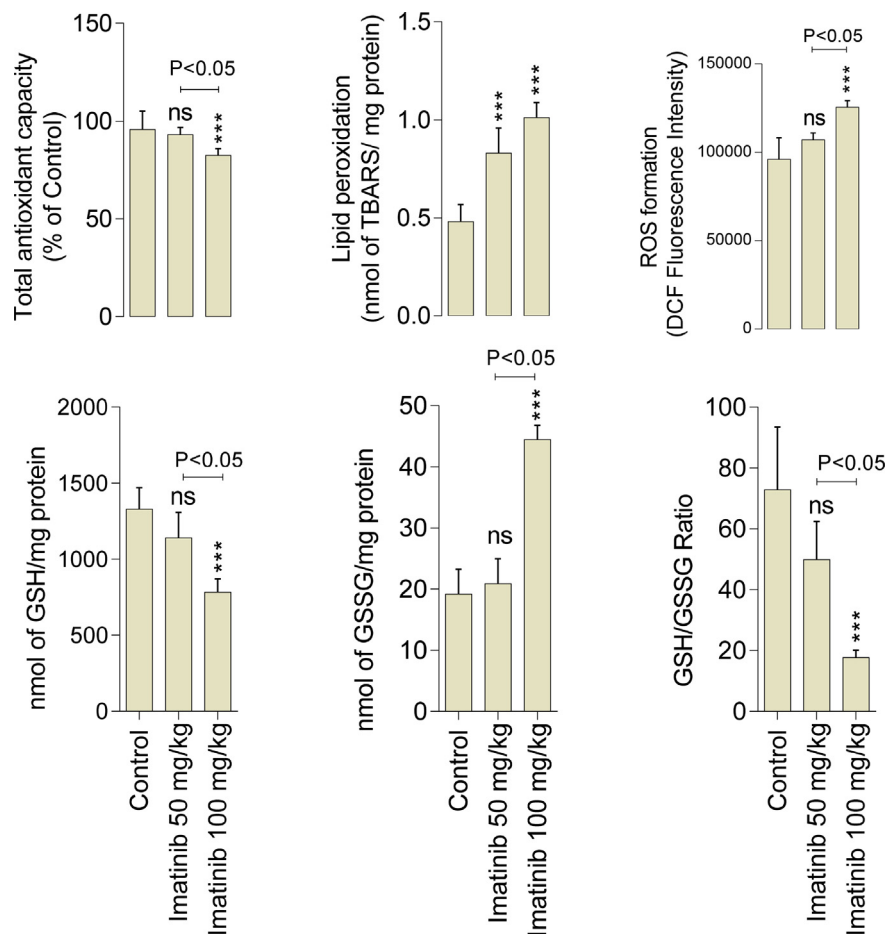 Total antioxidant capacity
(% of Control)
150
100
50
0
ns
***
P<0.05
Lipid peroxidation
(nmol of TBARS/ mg protein)
1.5
1.0
0.5
0.0
***
***
ROS formation
(DCF Fluorescence Intensity)
150000
100000
50000
0
ns
***
P<0.05
nmol of GSH/mg protein
2000
1500
1000
500
0
ns
***
P<0.05
Control
Imatinib 50 mg/kg
Imatinib 100 mg/kg
nmol of GSSG/mg protein
50
40
30
20
10
0
ns
***
P<0.05
Control
Imatinib 50 mg/kg
Imatinib 100 mg/kg
GSH/GSSG Ratio
100
80
60
40
20
0
ns
***
P<0.05
Control
Imatinib 50 mg/kg
Imatinib 100 mg/kg